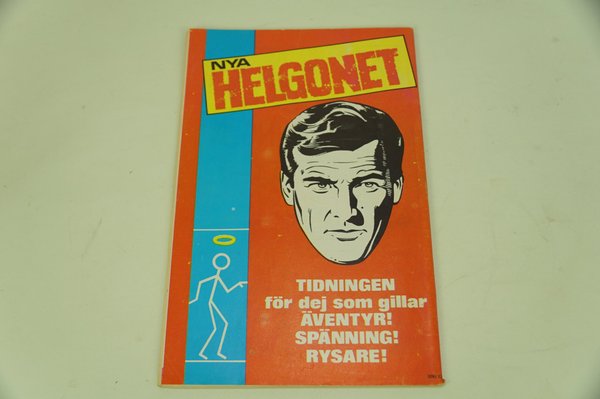 NYA
HELGONET
TIDNINGEN
för dej som gillar
ÄVENTYR!
SPÄNNING!
RYSARE!